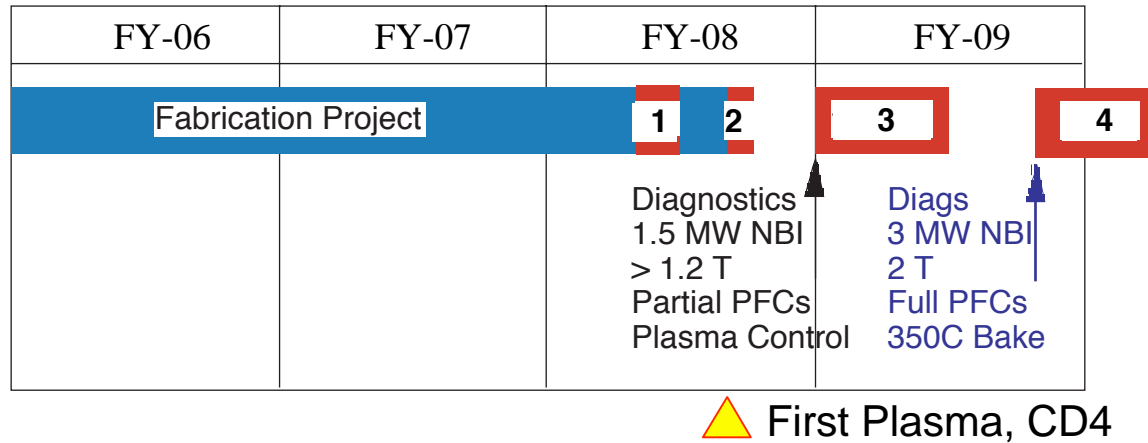 FY-06 FY-07 FY-08 FY-09
Fabrication Project 1 2 3 4
Diagnostics
1.5 MW NBI
> 1.2 T
Partial PFCs
Plasma Control
Diags
3 MW NBI
2 T
Full PFCs
350C Bake
First Plasma, CD4